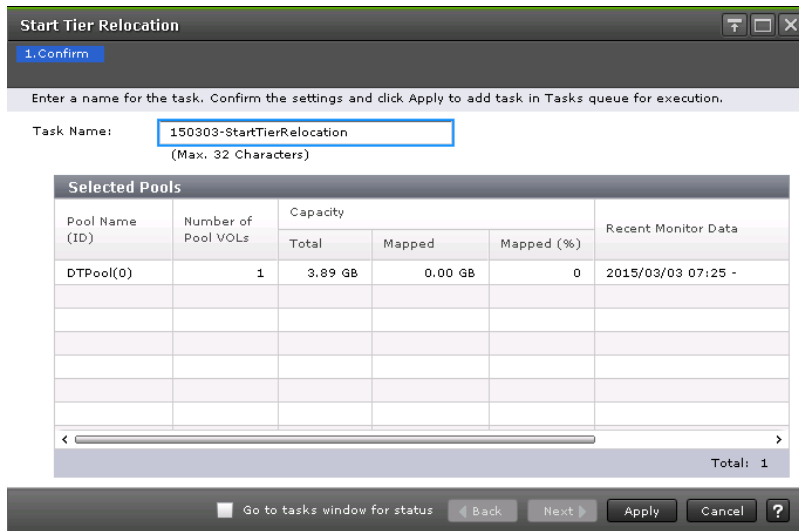 Start Tier Relocation
1.Confirm
Enter a name for the task. Confirm the settings and click Apply to add task in Tasks queue for execution.
Task Name: 150303-StartTierRelocation
(Max. 32 Characters)
Selected Pools
Pool Name (ID) Number of Pool VOLs Capacity Recent Monitor Data
Total Mapped Mapped (%)
DTPool(0) 1 3.89 GB 0.00 GB 0 2015/03/03 07:25 -
Total: 1
Go to tasks window for status Back Next Apply Cancel ?